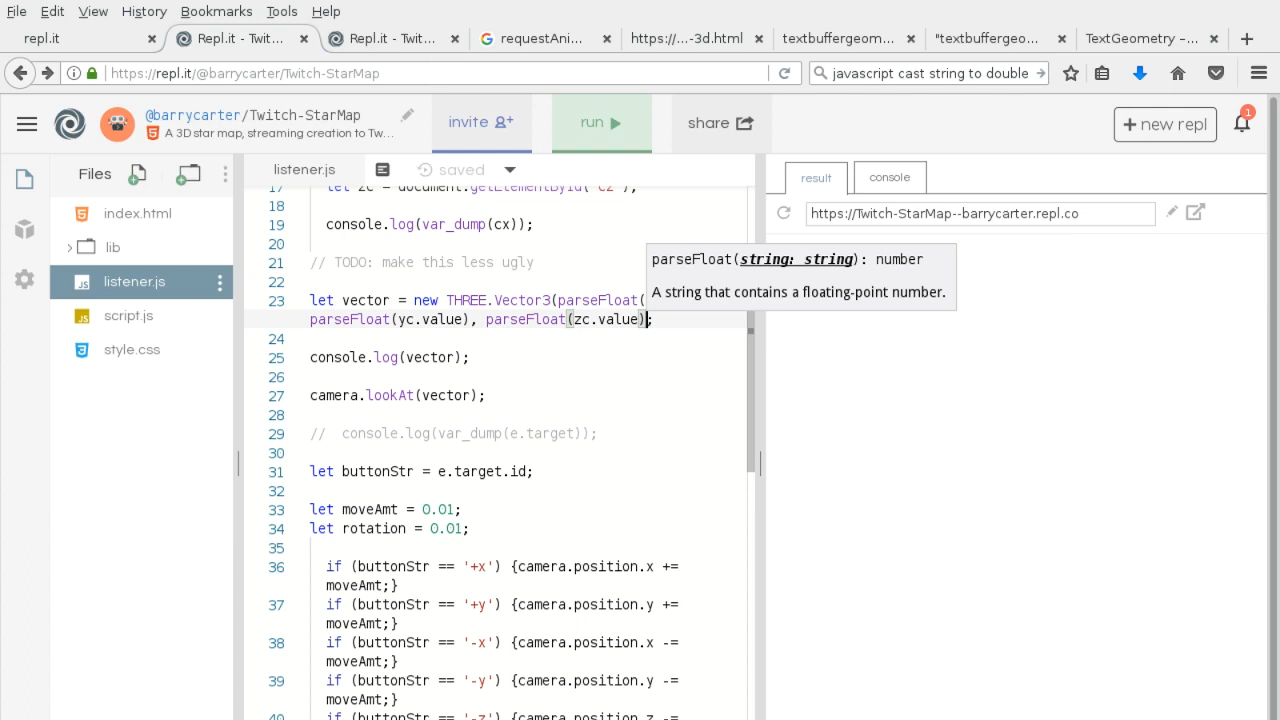 File Edit View History Bookmarks Tools Help
repl.it × Repl.it - Twit... × Repl.it - Twit... × requestAni... × https://...-3d.html × textbuffergeom... × "textbuffergeo... × TextGeometry –... ×
https://repl.it/@barrycarter/Twitch-StarMap javascript cast string to double
@barrycarter/Twitch-StarMap
A 3D star map, streaming creation to Tw...
invite run share + new repl 1
Files listener.js saved result console
https://Twitch-StarMap--barrycarter.repl.co
index.html
lib
listener.js
script.js
style.css
17 let zc = document.getElementById("cz");
18
19 console.log(var_dump(cx));
20
21 // TODO: make this less ugly
22
23 let vector = new THREE.Vector3(parseFloat(
parseFloat(yc.value), parseFloat(zc.value);
24
25 console.log(vector);
26
27 camera.lookAt(vector);
28
29 // console.log(var_dump(e.target));
30
31 let buttonStr = e.target.id;
32
33 let moveAmt = 0.01;
34 let rotation = 0.01;
35
36 if (buttonStr == '+x') {camera.position.x +=
moveAmt;}
37 if (buttonStr == '+y') {camera.position.y +=
moveAmt;}
38 if (buttonStr == '-x') {camera.position.x -=
moveAmt;}
39 if (buttonStr == '-y') {camera.position.y -=
moveAmt;}
40 if (buttonStr == '-z') {camera.position.z -=
parseFloat(string: string): number
A string that contains a floating-point number.